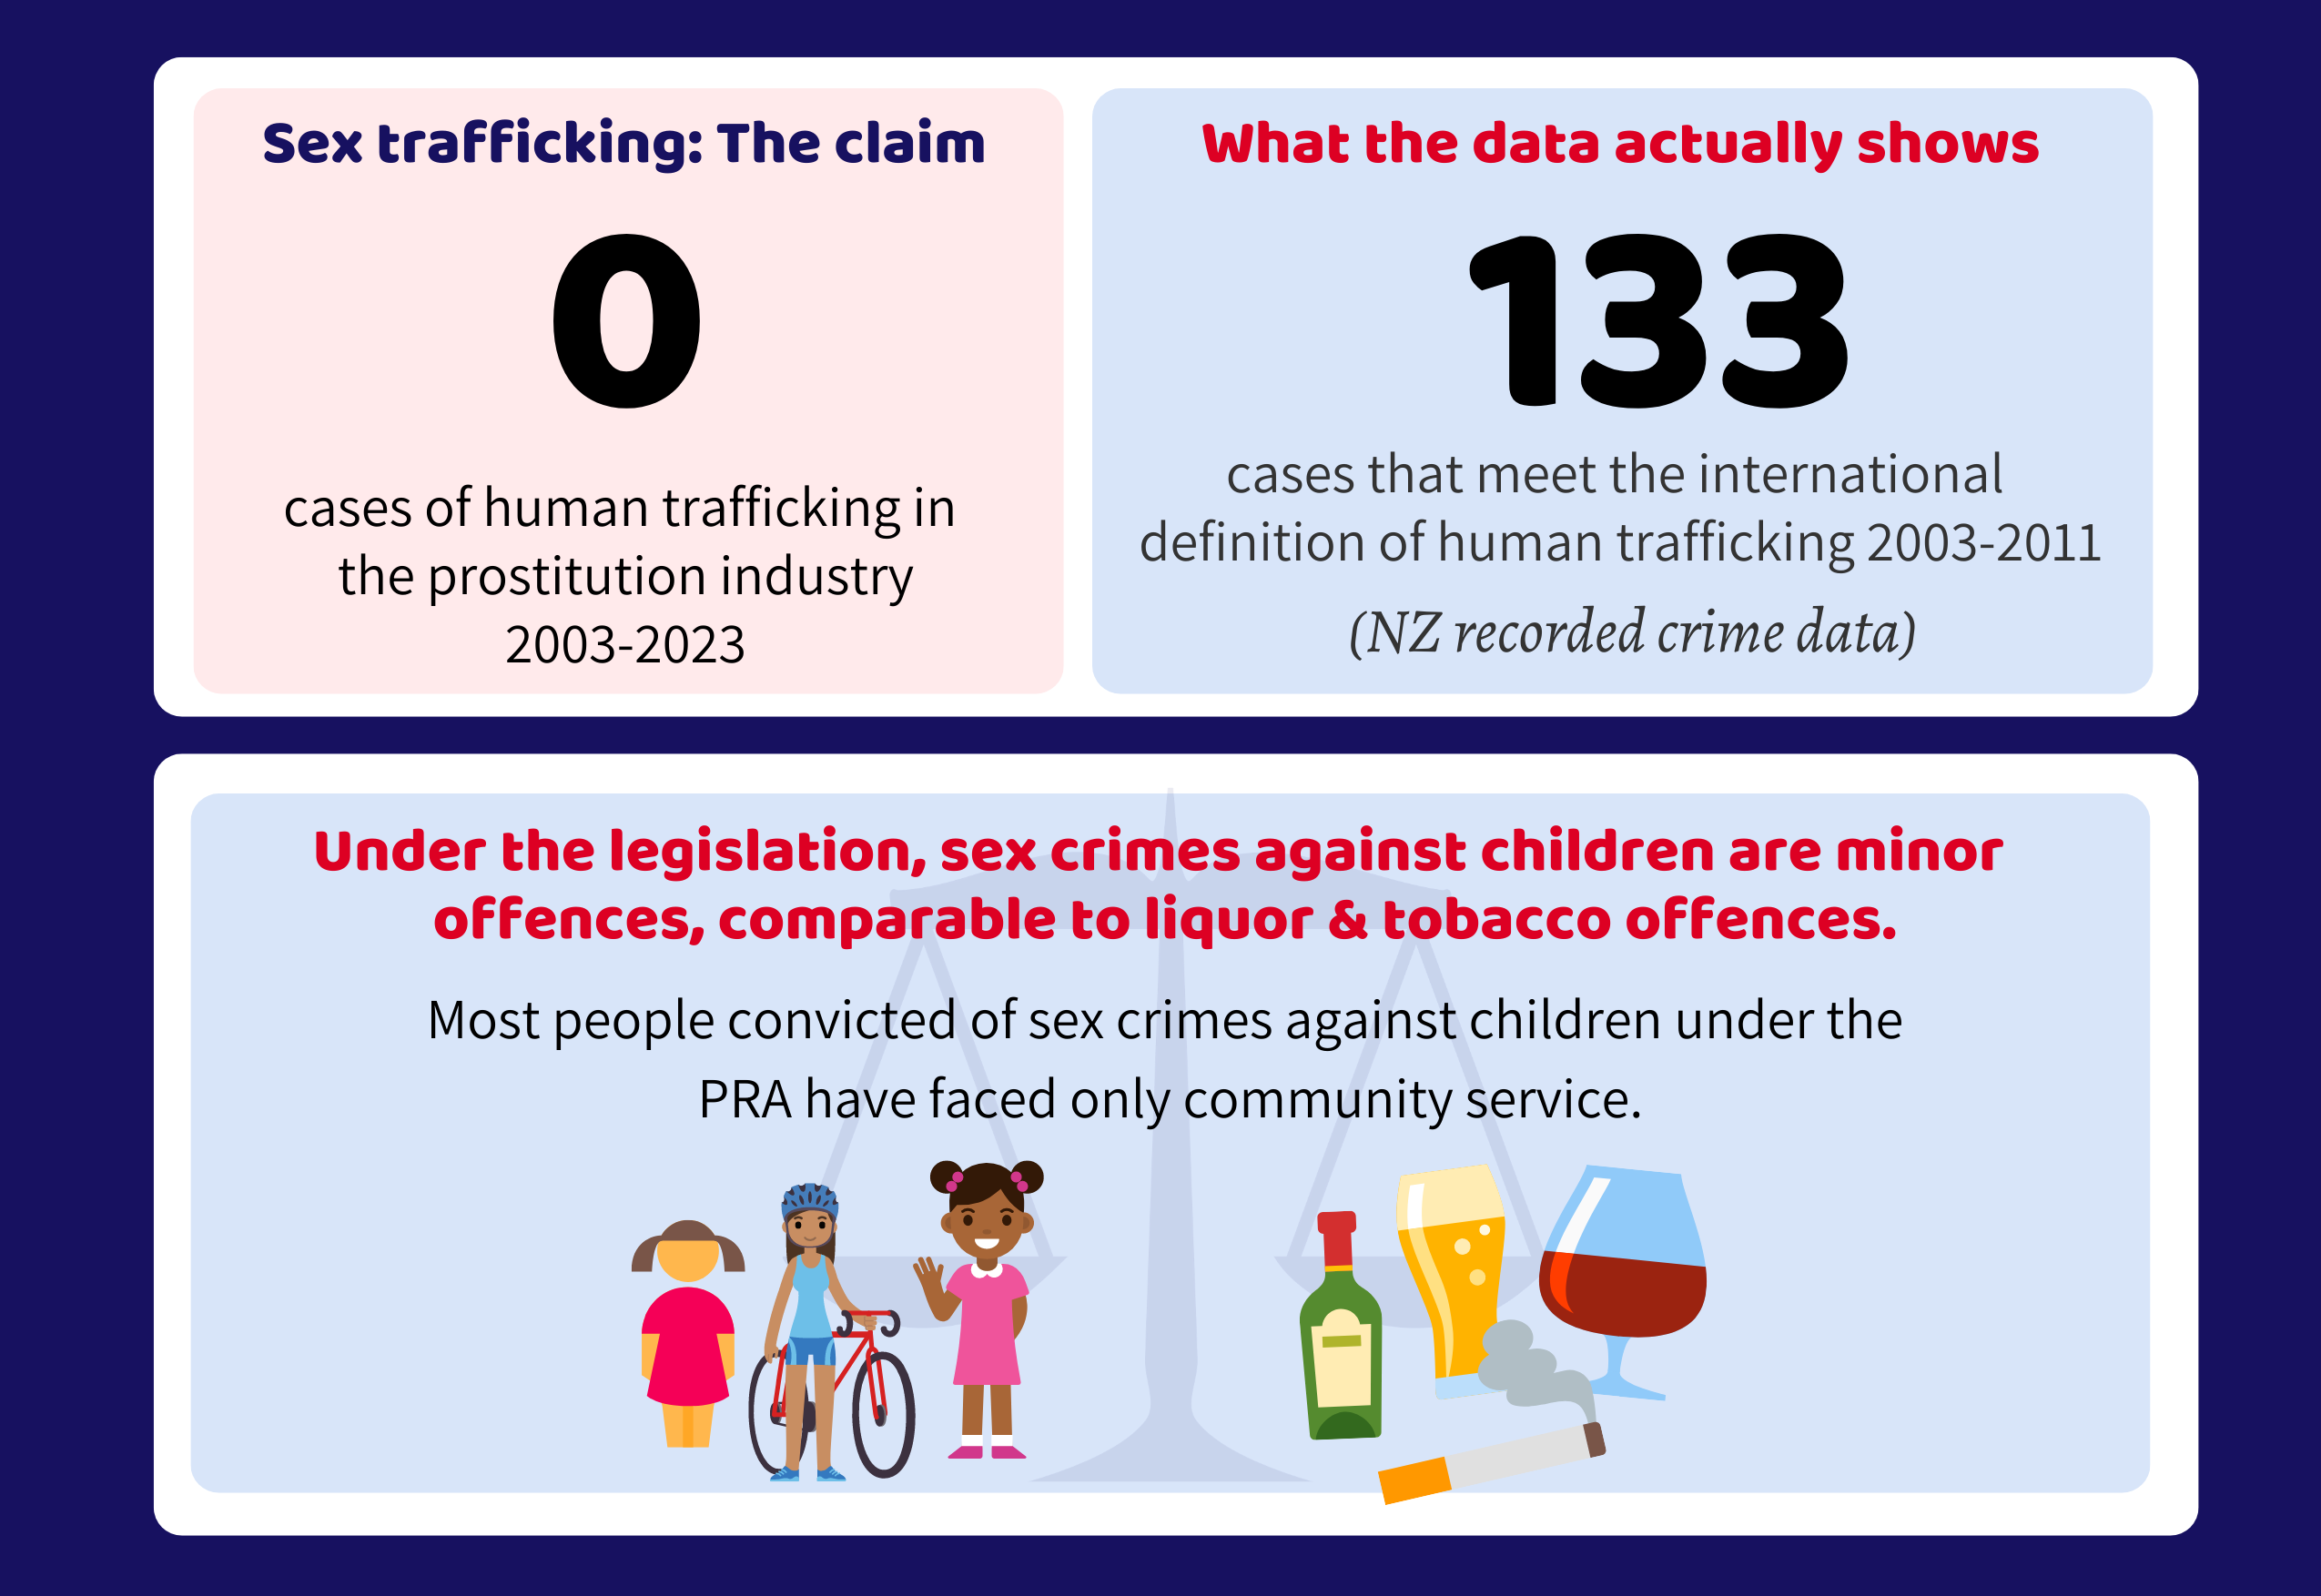 Sex trafficking: The claim
0
cases of human trafficking in
the prostitution industry
2003-2023
What the data actually shows
133
cases that meet the international
definition of human trafficking 2003-2011
(NZ recorded crime data)
Under the legislation, sex crimes against children are minor
offences, comparable to liquor & tobacco offences.
Most people convicted of sex crimes against children under the
PRA have faced only community service.